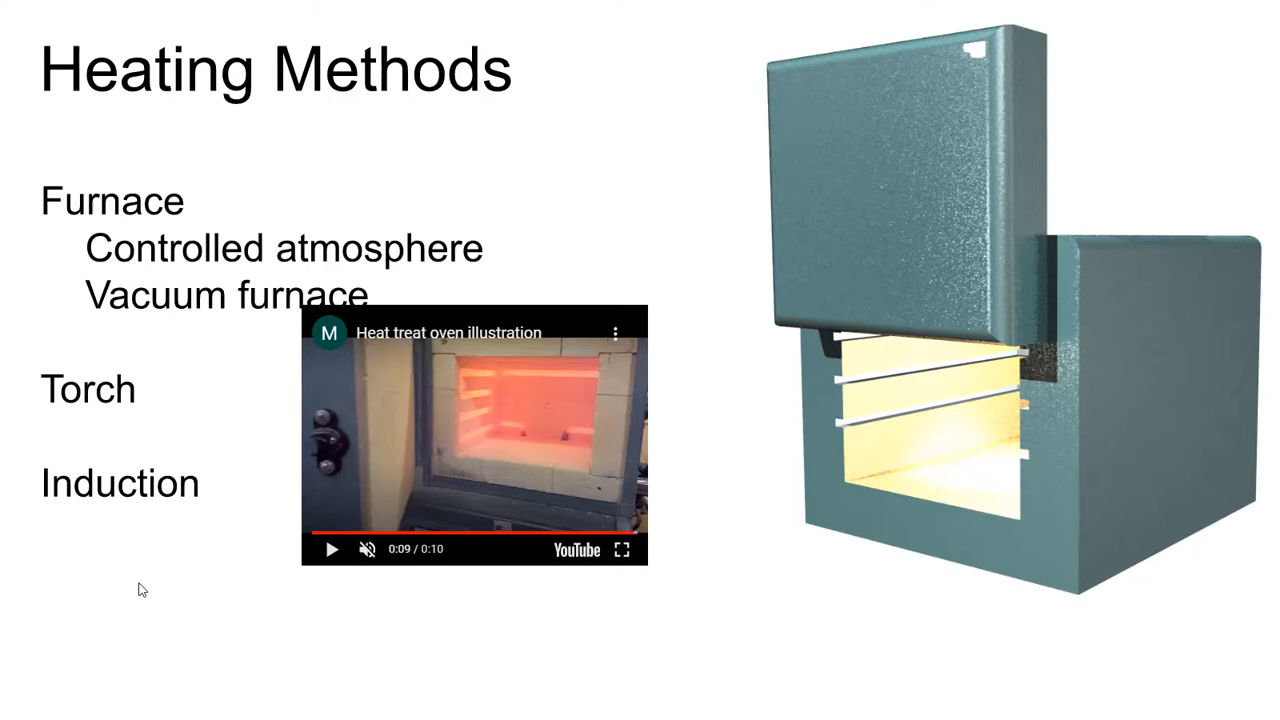 Heating Methods
Furnace
Controlled atmosphere
Vacuum furnace
M Heat treat oven illustration
Torch
Induction
0:09 / 0:10
YouTube